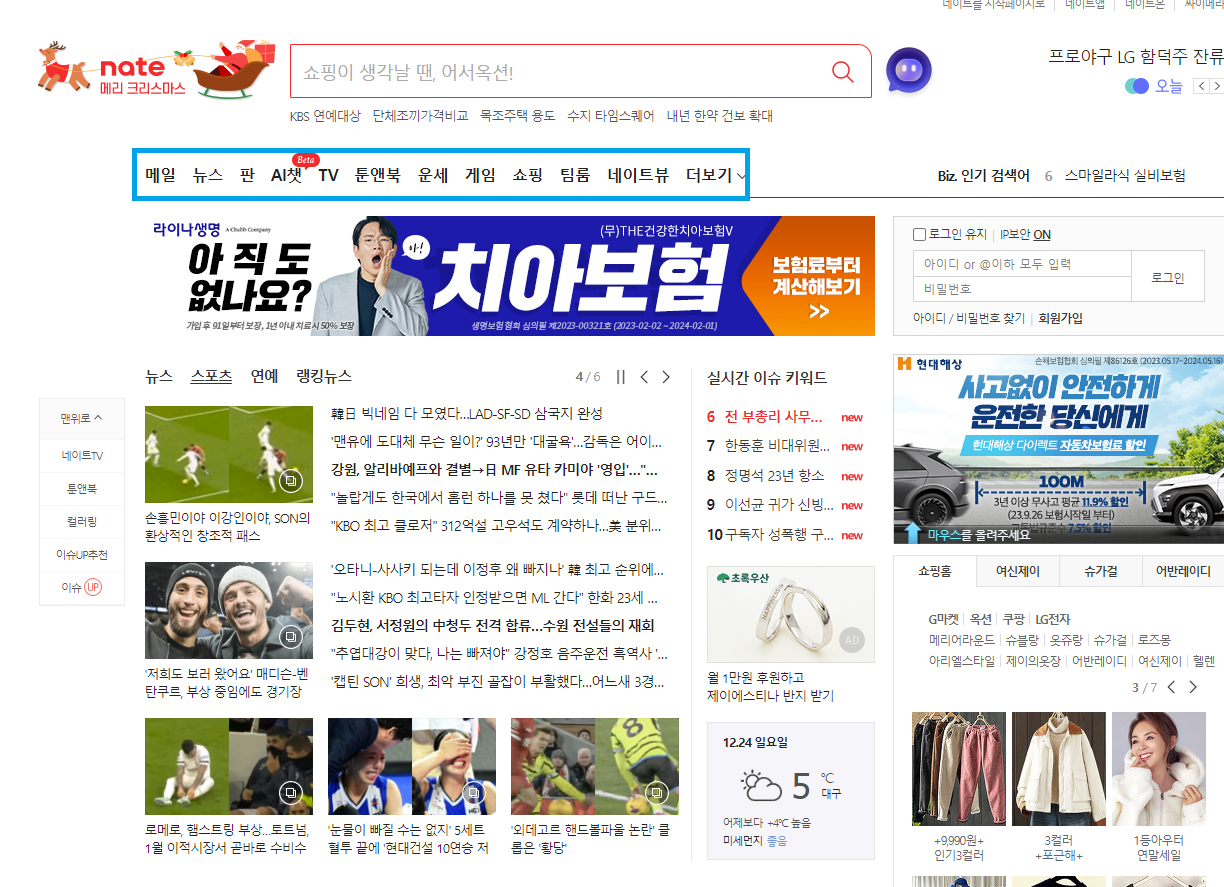 네이트를 시작페이지로 네이트앱 네이트온 싸이메라
nate
메리 크리스마스
쇼핑이 생각날 땐, 어서옥션!
프로야구 LG 함덕주 잔류
오늘
KBS 연예대상 단체조끼가격비교 목조주택 용도 수지 타임스퀘어 내년 한약 건보 확대
Beta
메일 뉴스 판 AI챗 TV 툰앤북 운세 게임 쇼핑 팀룸 네이트뷰 더보기
Biz. 인기 검색어 6 스마일라식 실비보험
라이나생명 A Chubb Company
아직도
없나요?
가입 후 91일부터 보장, 1년 이내 치료시 50% 보장
아!
(무)THE건강한치아보험V
치아보험
생명보험협회 심의필 제2023-00321호 (2023-02-02 ~ 2024-02-01)
보험료부터
계산해보기
>>
로그인 유지 | IP보안 ON
아이디 or @이하 모두 입력
비밀번호
로그인
아이디 / 비밀번호 찾기 | 회원가입
맨위로
네이트TV
툰앤북
컬러링
이슈UP추천
이슈 UP
뉴스 스포츠 연예 랭킹뉴스
4 / 6
손흥민이야 이강인이야, SON의
환상적인 창조적 패스
韓日 빅네임 다 모였다…LAD-SF-SD 삼국지 완성
'맨유에 도대체 무슨 일이?' 93년만 '대굴욕'…감독은 어이…
강원, 알리바예프와 결별→日 MF 유타 카미야 '영입'…"…
"놀랍게도 한국에서 홈런 하나를 못 쳤다" 롯데 떠난 구드…
"KBO 최고 클로저" 312억설 고우석도 계약하나…美 분위…
'저희도 보러 왔어요' 매디슨-벤
탄쿠르, 부상 중임에도 경기장
'오타니-사사키 되는데 이정후 왜 빠지나' 韓 최고 순위에…
"노시환 KBO 최고타자 인정받으면 ML 간다" 한화 23세 …
김두현, 서정원의 中청두 전격 합류…수원 전설들의 재회
"추엽대강이 맞다, 나는 빠져야" 강정호 음주운전 흑역사 '…
'캡틴 SON' 희생, 최악 부진 골잡이 부활했다…어느새 3경…
로메로, 햄스트링 부상…토트넘,
1월 이적시장서 곧바로 수비수
'눈물이 빠질 수는 없지' 5세트
혈투 끝에 '현대건설 10연승 저
'외데고르 핸드볼파울 논란' 클
롭은 '황당'
실시간 이슈 키워드
6 전 부총리 사무… new
7 한동훈 비대위원… new
8 정명석 23년 항소 new
9 이선균 귀가 신빙… new
10 구독자 성폭행 구… new
초록우산
HAPPINESS
AD
월 1만원 후원하고
제이에스티나 반지 받기
12.24 일요일
5 ℃
대구
어제보다 +4℃ 높음
미세먼지 좋음
현대해상
손해보험협회 심의필 제86126호 (2023.05.17~2024.05.16)
사고없이 안전하게
운전한 당신에게
현대해상 다이렉트 자동차보험료 할인
100M
3년 이상 무사고 평균 11.9% 할인
(23.9.26 보험시작일 부터)
마우스를 올려주세요
쇼핑홈 여신제이 슈가걸 어반레이디
G마켓 | 옥션 | 쿠팡 | LG전자
메리어라운드 | 슈블랑 | 옷쥬랑 | 슈가걸 | 로즈몽
아리엘스타일 | 제이의옷장 | 어반레이디 | 여신제이 | 헬렌
3 / 7
+9,990원+
인기3컬러
3컬러
+포근해+
1등아우터
연말세일